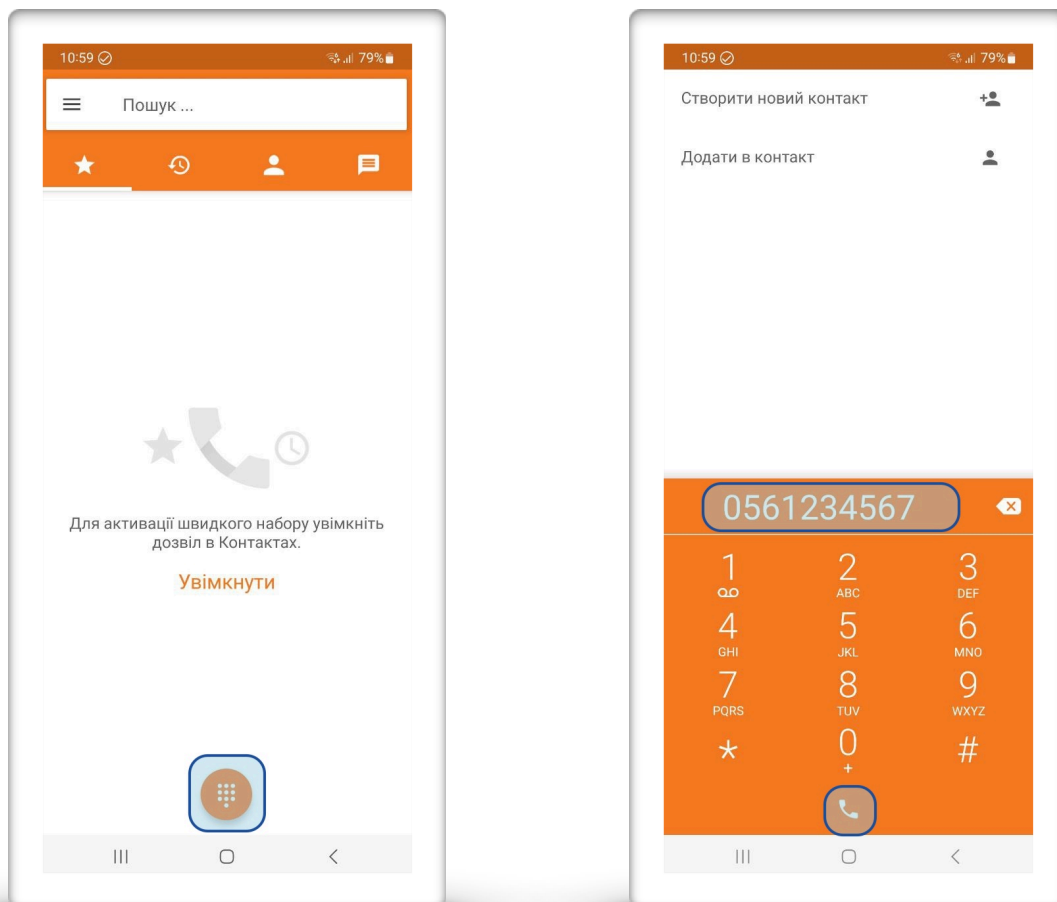 10:59
79%
Пошук ...
Для активації швидкого набору увімкніть
дозвіл в Контактах.
Увімкнути
10:59
79%
Створити новий контакт
Додати в контакт
0561234567
1 2 3
ABC DEF
4 5 6
GHI JKL MNO
7 8 9
PQRS TUV WXYZ
* 0 #
+